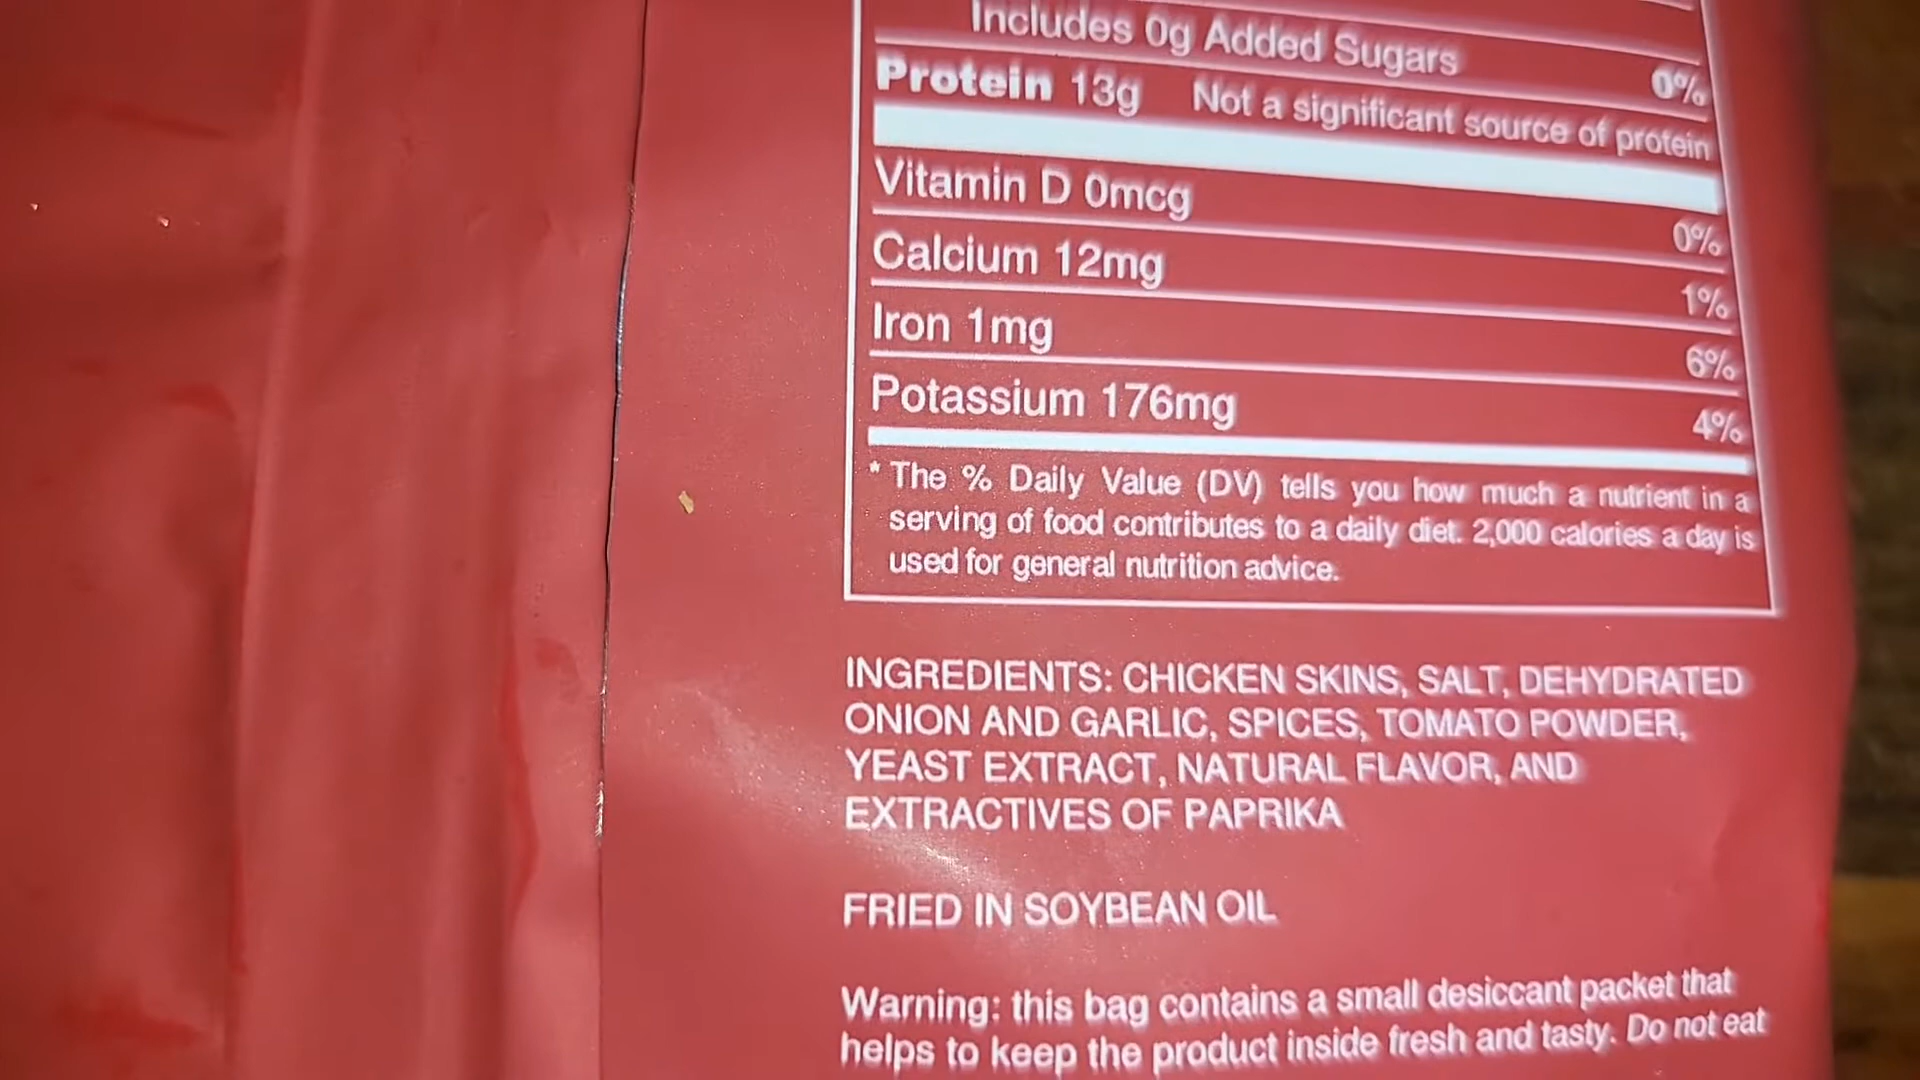 Includes 0g Added Sugars 0%
Protein 13g Not a significant source of protein
Vitamin D 0mcg 0%
Calcium 12mg 1%
Iron 1mg 6%
Potassium 176mg 4%
* The % Daily Value (DV) tells you how much a nutrient in a
serving of food contributes to a daily diet. 2,000 calories a day is
used for general nutrition advice.
INGREDIENTS: CHICKEN SKINS, SALT, DEHYDRATED
ONION AND GARLIC, SPICES, TOMATO POWDER,
YEAST EXTRACT, NATURAL FLAVOR, AND
EXTRACTIVES OF PAPRIKA
FRIED IN SOYBEAN OIL
Warning: this bag contains a small desiccant packet that
helps to keep the product inside fresh and tasty. Do not eat